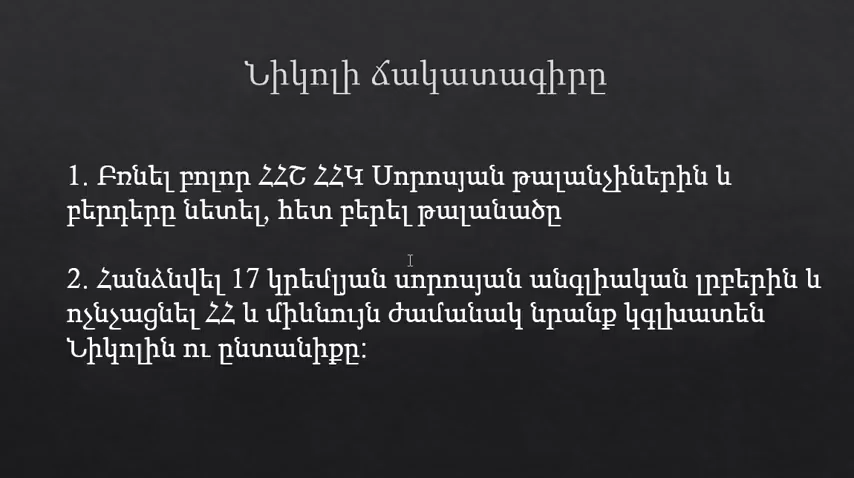 Նիկոլի ճակատագիրը
1. Բռնել բոլոր ՀՀՇ ՀՀԿ Սորոսյան թալանչիներին և
բերդերը նետել, հետ բերել թալանածը
2. Հանձնվել 17 կրեմլյան սորոսյան անգլիական լրբերին և
ոչնչացնել ՀՀ և միևնույն ժամանակ նրանք կգլխատեն
Նիկոլին ու ընտանիքը: